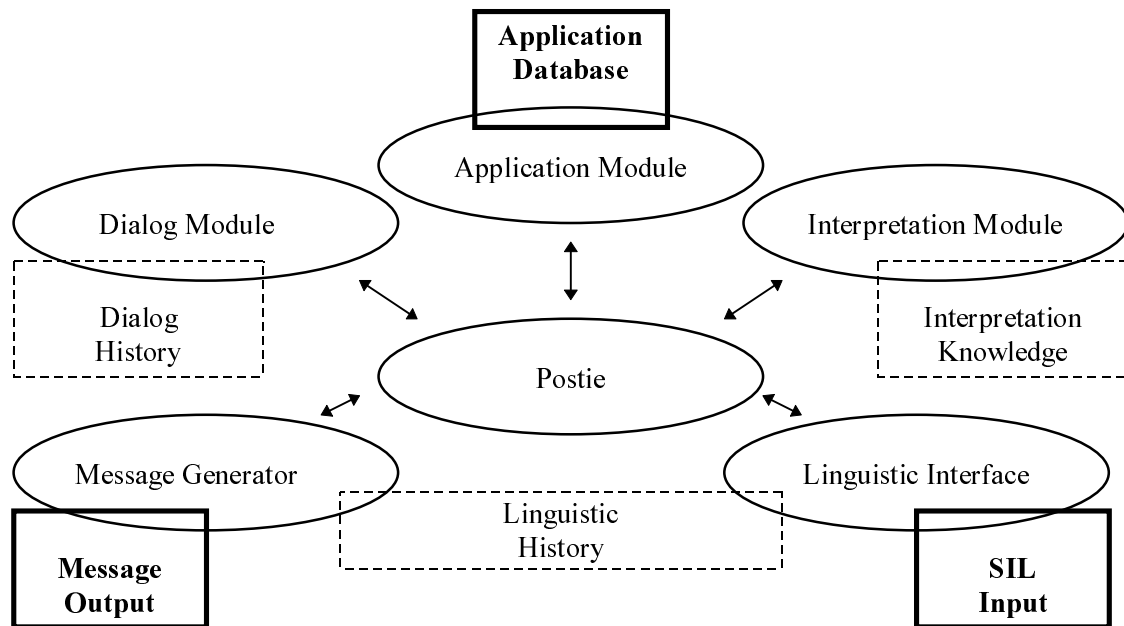 Application
Database
Application Module
Dialog Module
Interpretation Module
Dialog
History
Interpretation
Knowledge
Postie
Message Generator
Linguistic Interface
Linguistic
History
Message
Output
SIL
Input